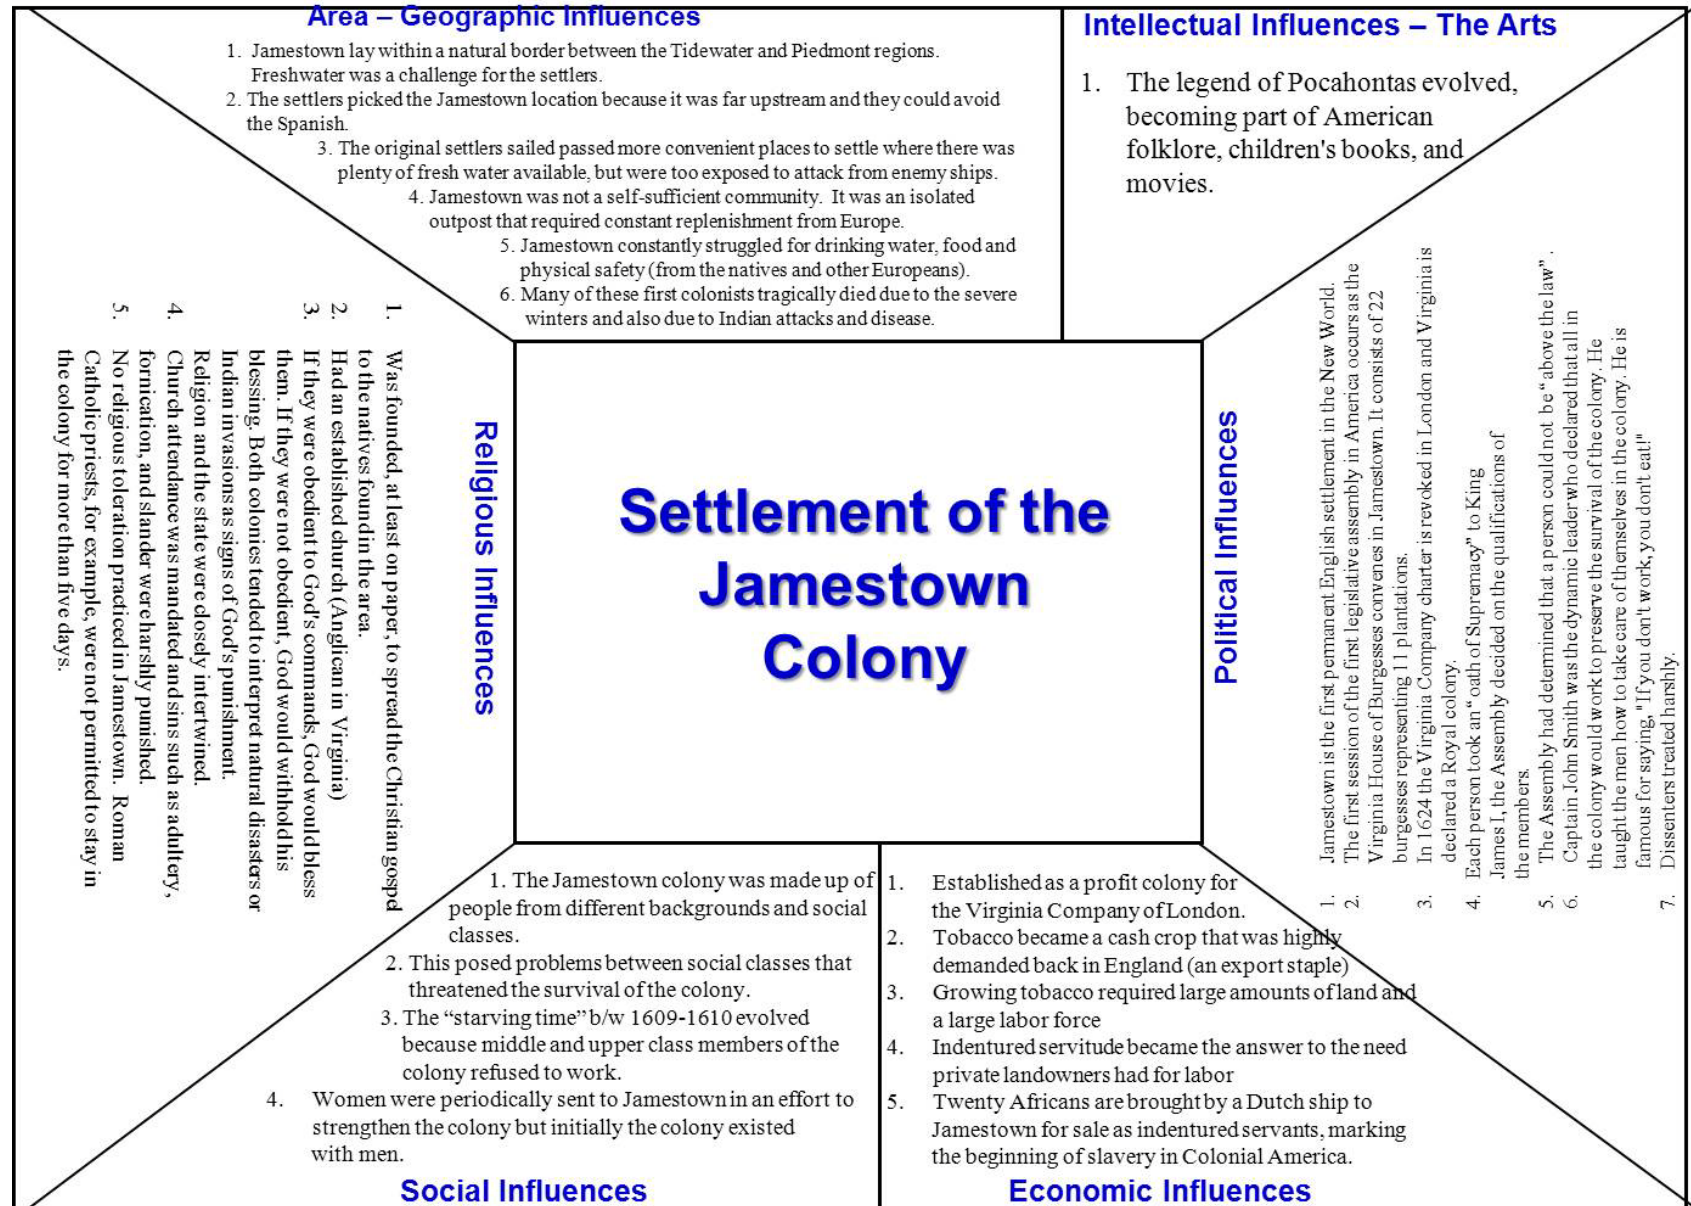 Area – Geographic Influences
1. Jamestown lay within a natural border between the Tidewater and Piedmont regions.
Freshwater was a challenge for the settlers.
2. The settlers picked the Jamestown location because it was far upstream and they could avoid
the Spanish.
3. The original settlers sailed passed more convenient places to settle where there was
plenty of fresh water available, but were too exposed to attack from enemy ships.
4. Jamestown was not a self-sufficient community. It was an isolated
outpost that required constant replenishment from Europe.
5. Jamestown constantly struggled for drinking water, food and
physical safety (from the natives and other Europeans).
6. Many of these first colonists tragically died due to the severe
winters and also due to Indian attacks and disease.
Intellectual Influences – The Arts
1. The legend of Pocahontas evolved,
becoming part of American
folklore, children's books, and
movies.
Religious Influences
1. Was founded, at least on paper, to spread the Christian gospel
to the natives found in the area.
2. Had an established church (Anglican in Virginia)
3. If they were obedient to God's commands, God would bless
them. If they were not obedient, God would withhold his
blessing. Both colonies tended to interpret natural disasters or
Indian invasions as signs of God's punishment.
Religion and the state were closely intertwined.
4. Church attendance was mandated and sins such as adultery,
fornication, and slander were harshly punished.
5. No religious toleration practiced in Jamestown. Roman
Catholic priests, for example, were not permitted to stay in
the colony for more than five days.
Settlement of the
Jamestown
Colony
Political Influences
1. Jamestown is the first permanent English settlement in the New World.
2. The first session of the first legislative assembly in America occurs as the
Virginia House of Burgesses convenes in Jamestown. It consists of 22
burgesses representing 11 plantations.
3. In 1624 the Virginia Company charter is revoked in London and Virginia is
declared a Royal colony.
4. Each person took an “oath of Supremacy” to King
James I, the Assembly decided on the qualifications of
the members.
5. The Assembly had determined that a person could not be “above the law”.
6. Captain John Smith was the dynamic leader who declared that all in
the colony would work to preserve the survival of the colony. He
taught the men how to take care of themselves in the colony. He is
famous for saying, "If you don't work, you don't eat!"
7. Dissenters treated harshly.
1. The Jamestown colony was made up of
people from different backgrounds and social
classes.
2. This posed problems between social classes that
threatened the survival of the colony.
3. The “starving time” b/w 1609-1610 evolved
because middle and upper class members of the
colony refused to work.
4. Women were periodically sent to Jamestown in an effort to
strengthen the colony but initially the colony existed
with men.
Social Influences
1. Established as a profit colony for
the Virginia Company of London.
2. Tobacco became a cash crop that was highly
demanded back in England (an export staple)
3. Growing tobacco required large amounts of land and
a large labor force
4. Indentured servitude became the answer to the need
private landowners had for labor
5. Twenty Africans are brought by a Dutch ship to
Jamestown for sale as indentured servants, marking
the beginning of slavery in Colonial America.
Economic Influences